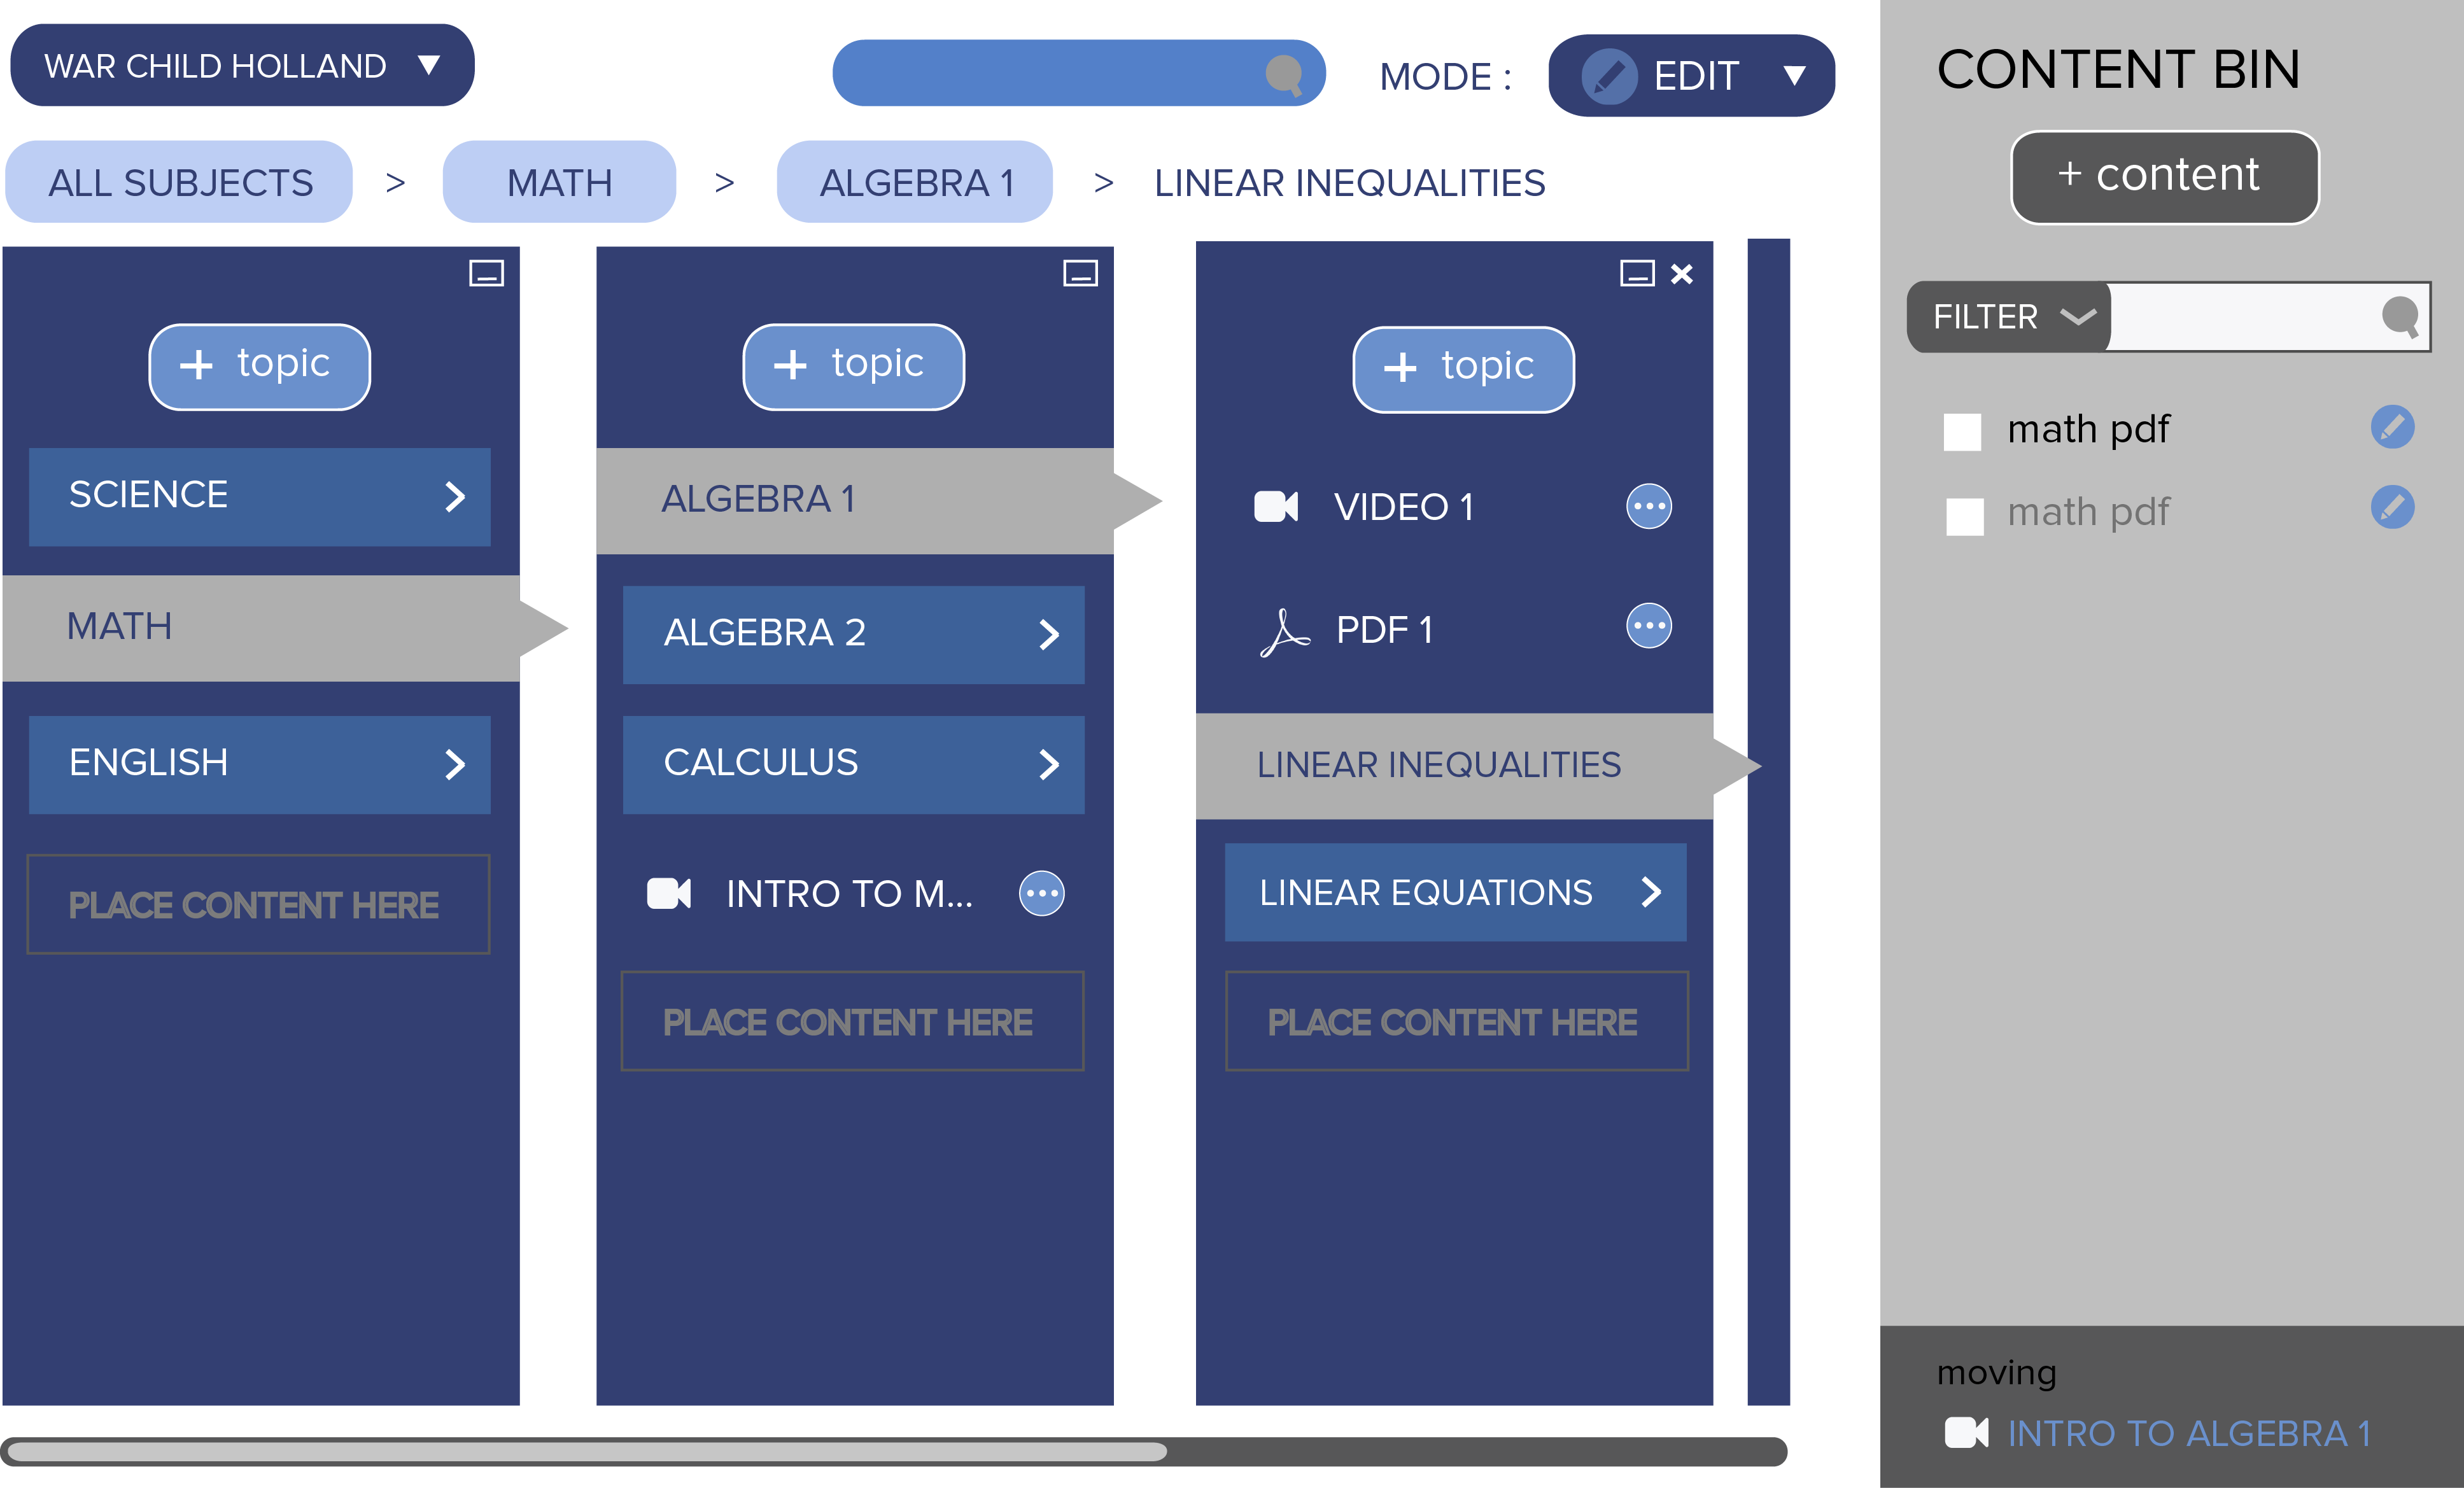 WAR CHILD HOLLAND
MODE :
EDIT
ALL SUBJECTS > MATH > ALGEBRA 1 > LINEAR INEQUALITIES
+ topic
SCIENCE
MATH
ENGLISH
PLACE CONTENT HERE
+ topic
ALGEBRA 1
ALGEBRA 2
CALCULUS
INTRO TO M...
PLACE CONTENT HERE
+ topic
VIDEO 1
PDF 1
LINEAR INEQUALITIES
LINEAR EQUATIONS
PLACE CONTENT HERE
CONTENT BIN
+ content
FILTER
math pdf
math pdf
moving
INTRO TO ALGEBRA 1